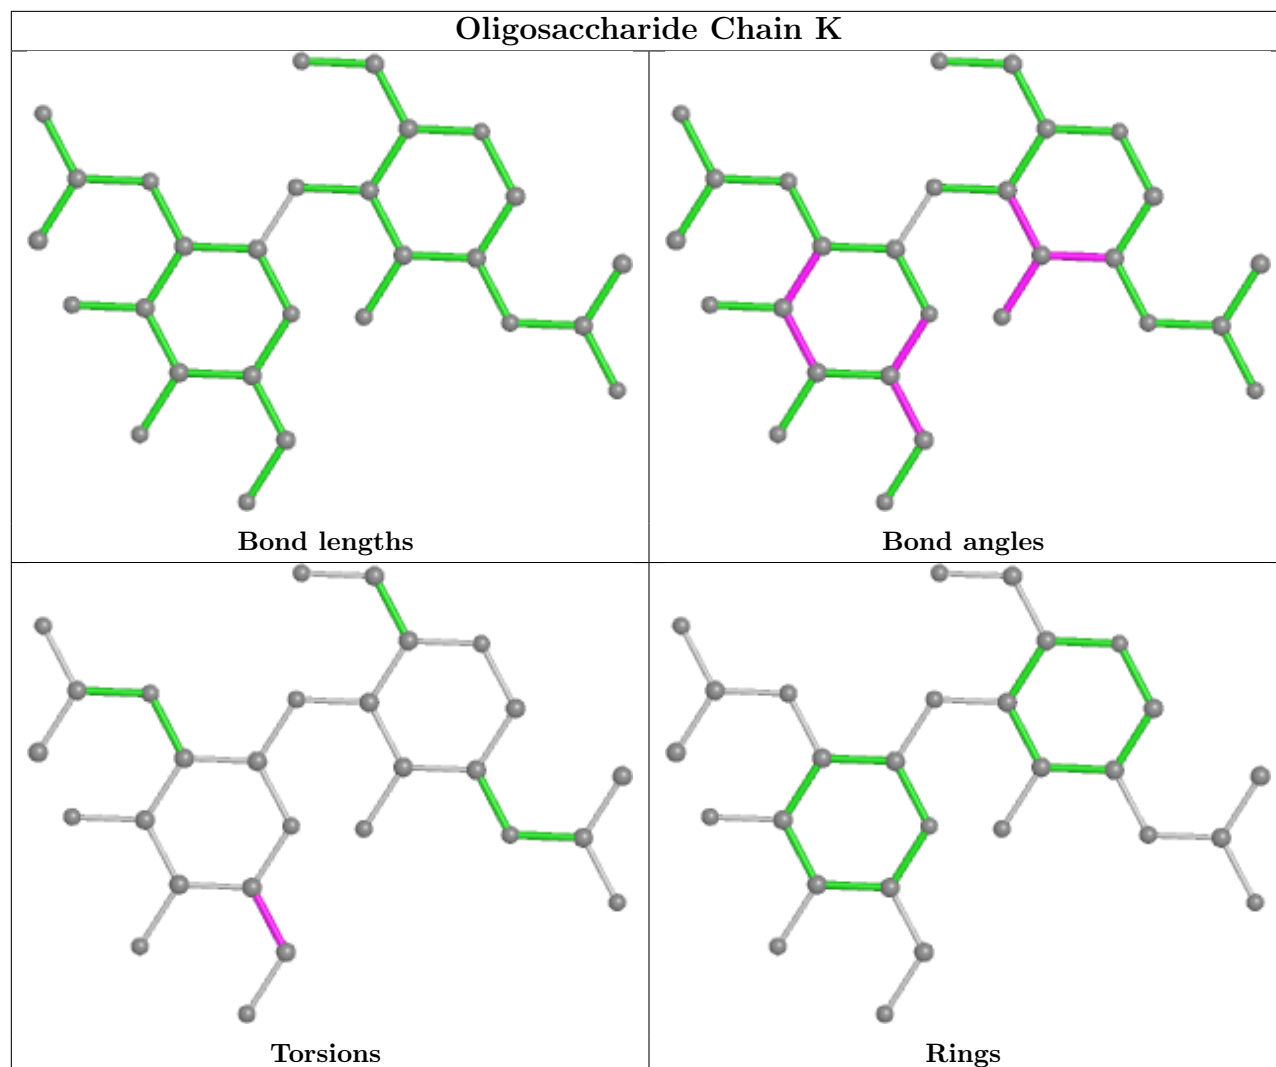 Oligosaccharide Chain K
Bond lengths
Bond angles
Torsions
Rings